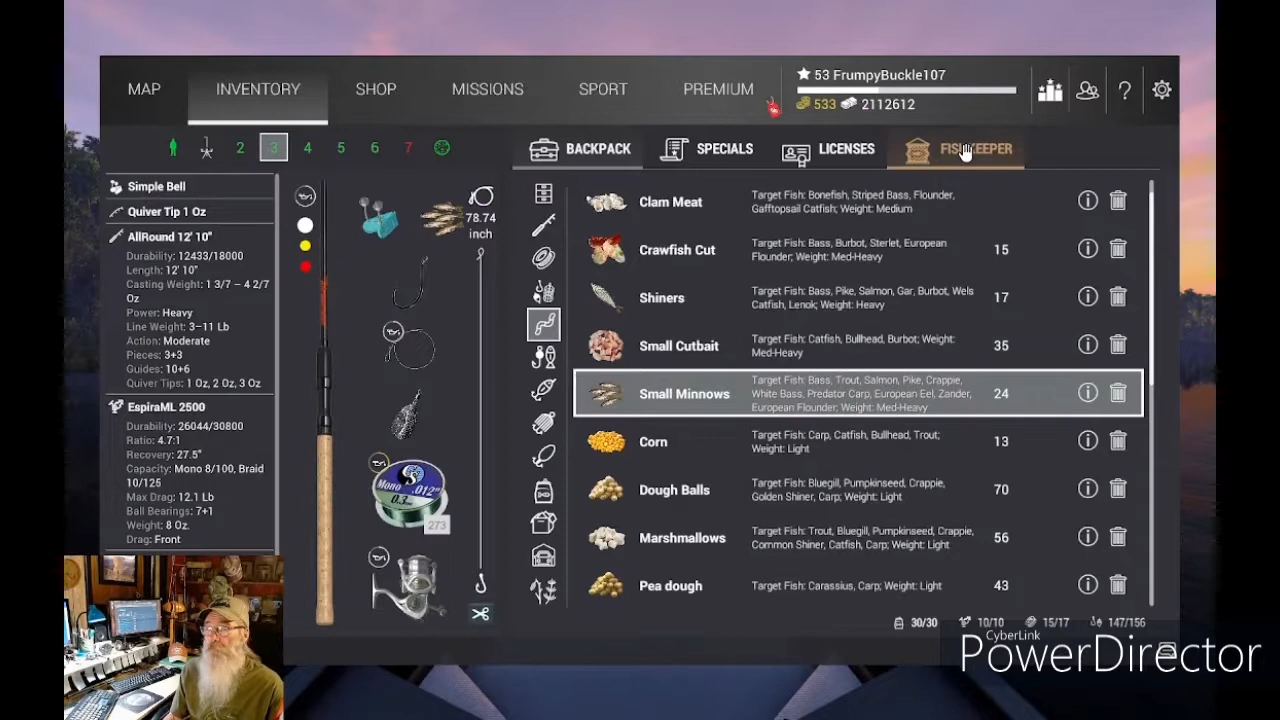 MAP
INVENTORY
SHOP
MISSIONS
SPORT
PREMIUM
53 FrumpyBuckle107
533 2112612
2 3 4 5 6 7
BACKPACK
SPECIALS
LICENSES
FISHKEEPER
Simple Bell
Quiver Tip 1 Oz
AllRound 12' 10"
Durability: 12433/18000
Length: 12' 10"
Casting Weight: 1 3/7 – 4 2/7
Oz
Power: Heavy
Line Weight: 3–11 Lb
Action: Moderate
Pieces: 3+3
Guides: 10+6
Quiver Tips: 1 Oz, 2 Oz, 3 Oz
EspiraML 2500
Durability: 26044/30800
Ratio: 4.7:1
Recovery: 27.5"
Capacity: Mono 8/100, Braid
10/125
Max Drag: 12.1 Lb
Ball Bearings: 7+1
Weight: 8 Oz.
Drag: Front
78.74
inch
Mono .012"
0.3
273
Clam Meat
Target Fish: Bonefish, Striped Bass, Flounder,
Gafftopsail Catfish; Weight: Medium
Crawfish Cut
Target Fish: Bass, Burbot, Sterlet, European
Flounder; Weight: Med-Heavy
15
Shiners
Target Fish: Bass, Pike, Salmon, Gar, Burbot, Wels
Catfish, Lenok; Weight: Heavy
17
Small Cutbait
Target Fish: Catfish, Bullhead, Burbot; Weight:
Med-Heavy
35
Small Minnows
Target Fish: Bass, Trout, Salmon, Pike, Crappie,
White Bass, Predator Carp, European Eel, Zander,
European Flounder; Weight: Med-Heavy
24
Corn
Target Fish: Carp, Catfish, Bullhead, Trout;
Weight: Light
13
Dough Balls
Target Fish: Bluegill, Pumpkinseed, Crappie,
Golden Shiner, Carp; Weight: Light
70
Marshmallows
Target Fish: Trout, Bluegill, Pumpkinseed, Crappie,
Common Shiner, Catfish, Carp; Weight: Light
56
Pea dough
Target Fish: Carassius, Carp; Weight: Light
43
30/30 10/10 15/17 147/156
CyberLink
PowerDirector